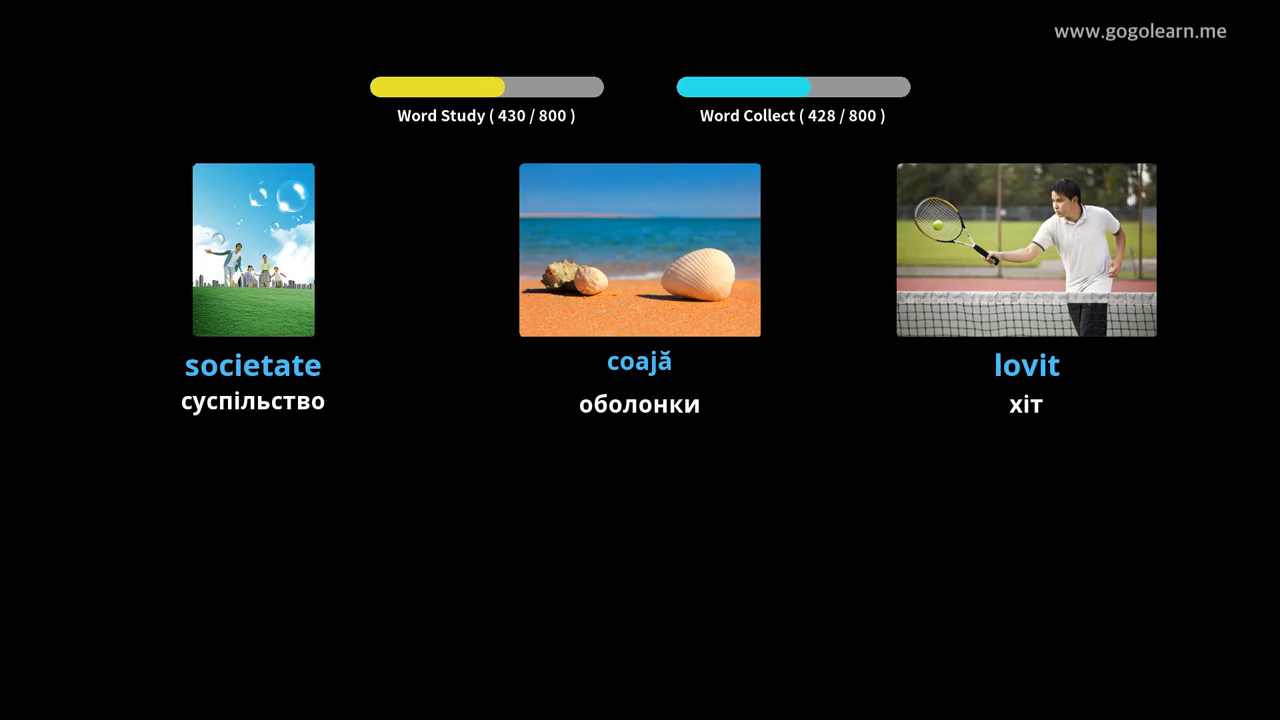 www.gogolearn.me
Word Study ( 430 / 800 )
Word Collect ( 428 / 800 )
societate
суспільство
coajă
оболонки
lovit
хіт